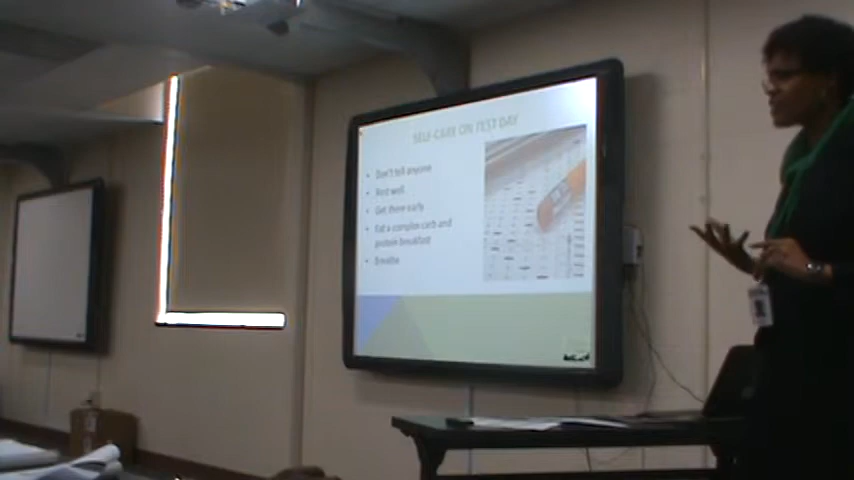 SELF-CARE ON TEST DAY
• Don't tell anyone
• Rest well
• Get there early
• Eat a complex carb and
protein breakfast
• Breathe